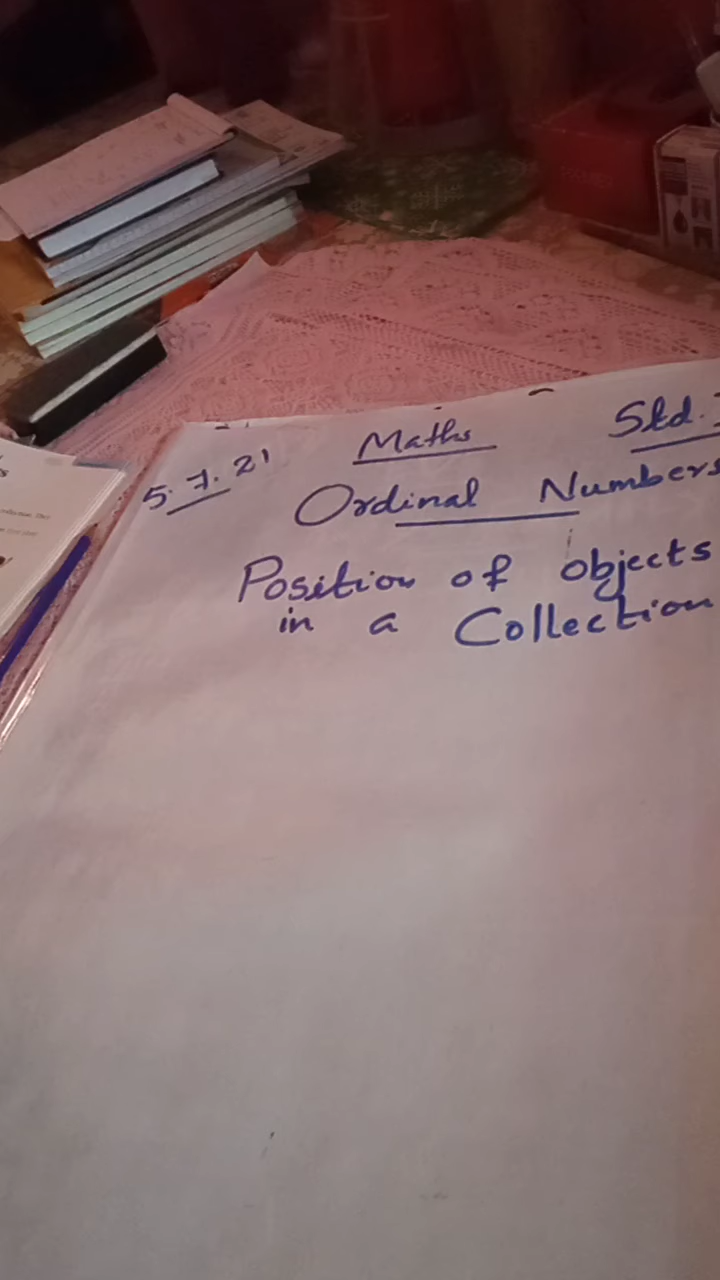 Maths Std.
5.7.21
Ordinal Numbers
Position of objects
in a Collection